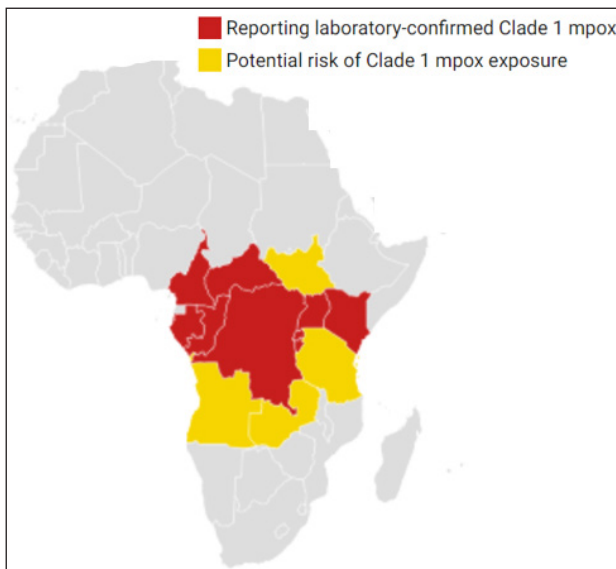 Reporting laboratory-confirmed Clade 1 mpox
Potential risk of Clade 1 mpox exposure